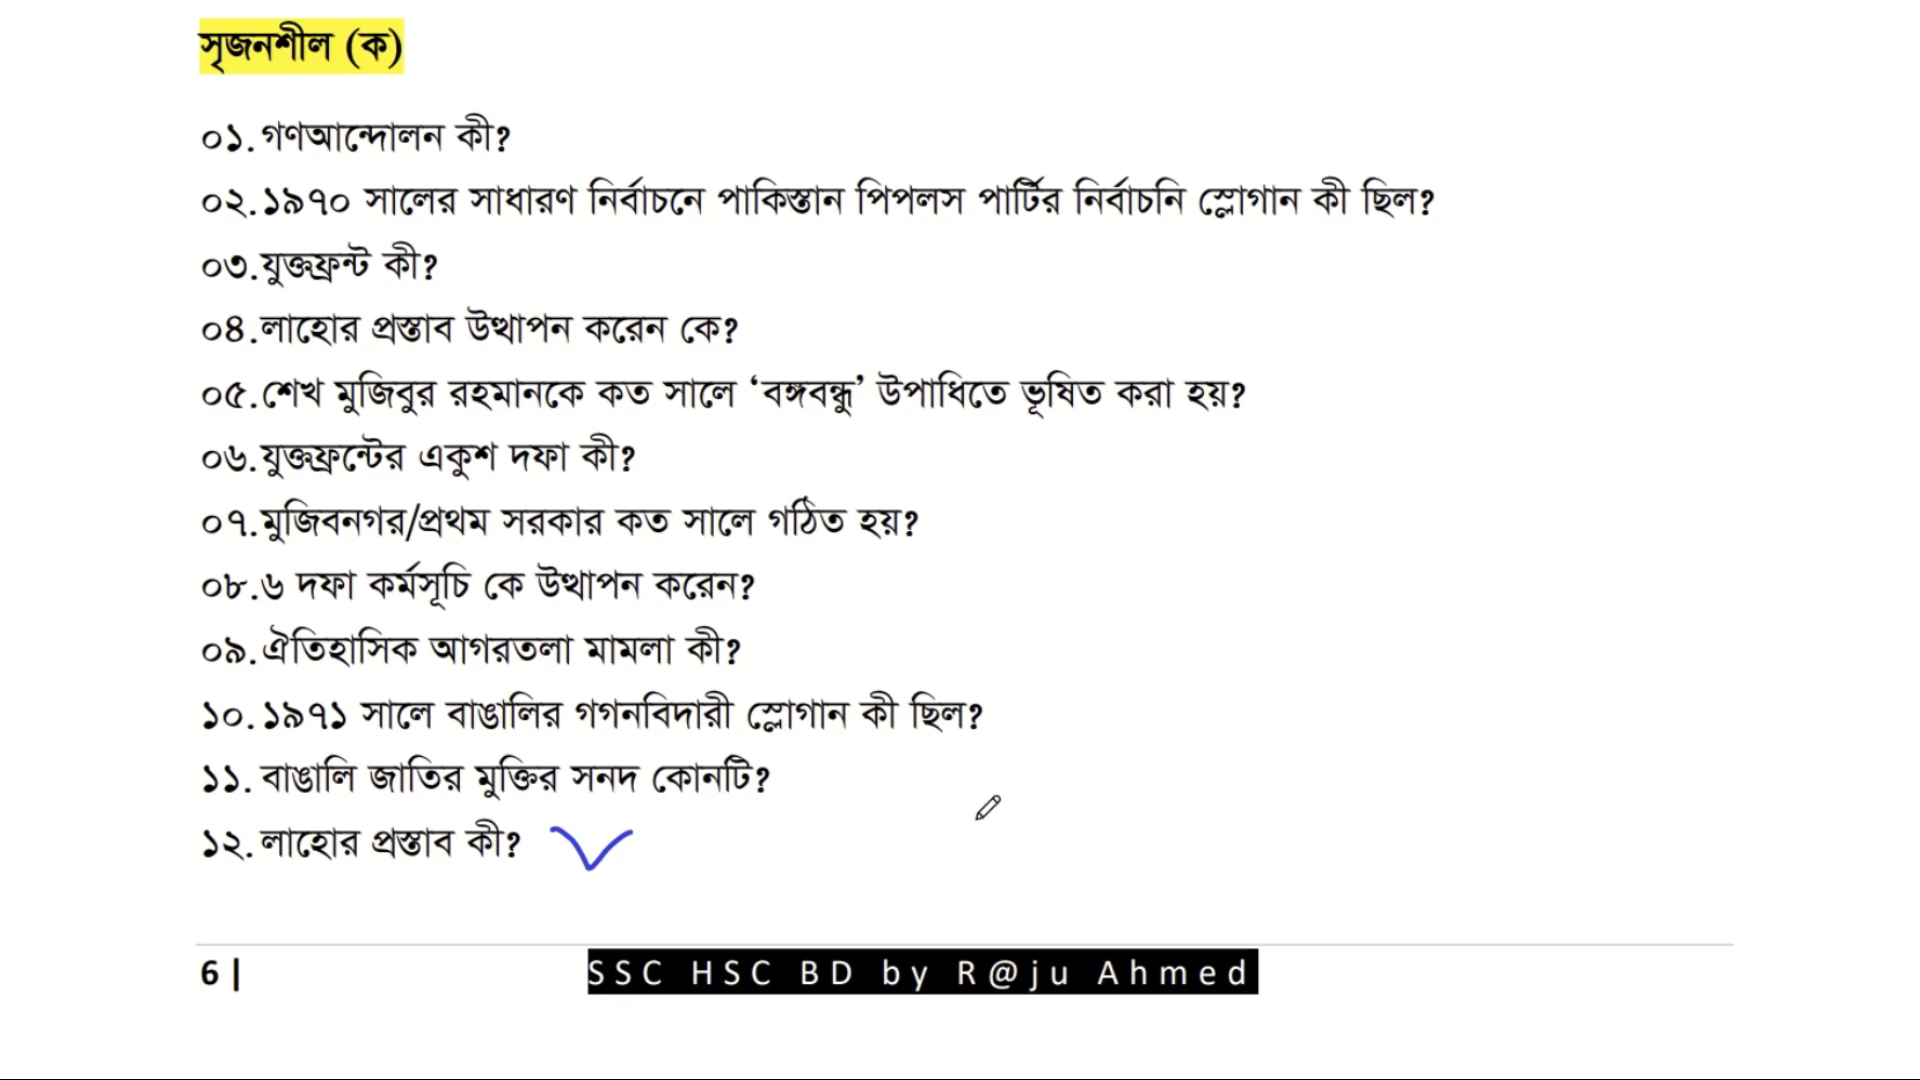 সৃজনশীল (ক)
০১. গণআন্দোলন কী?
০২.১৯৭০ সালের সাধারণ নির্বাচনে পাকিস্তান পিপলস পার্টির নির্বাচনি স্লোগান কী ছিল?
০৩.যুক্তফ্রন্ট কী?
০৪.লাহোর প্রস্তাব উত্থাপন করেন কে?
০৫.শেখ মুজিবুর রহমানকে কত সালে ‘বঙ্গবন্ধু’ উপাধিতে ভূষিত করা হয়?
০৬.যুক্তফ্রন্টের একুশ দফা কী?
০৭.মুজিবনগর/প্রথম সরকার কত সালে গঠিত হয়?
০৮.৬ দফা কর্মসূচি কে উত্থাপন করেন?
০৯.ঐতিহাসিক আগরতলা মামলা কী?
১০.১৯৭১ সালে বাঙালির গগনবিদারী স্লোগান কী ছিল?
১১. বাঙালি জাতির মুক্তির সনদ কোনটি?
১২. লাহোর প্রস্তাব কী?
6 | SSC HSC BD by R@ju Ahmed